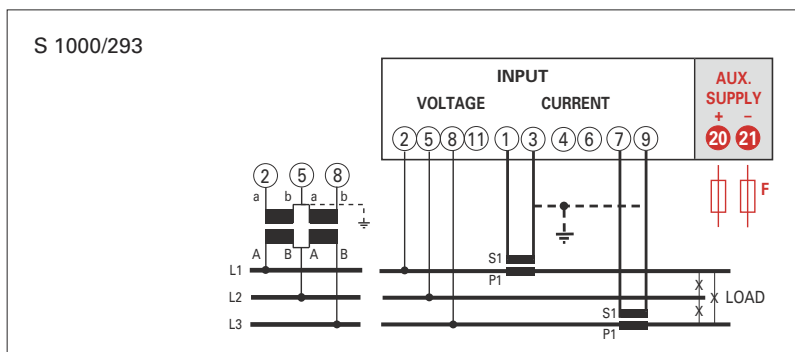 S 1000/293
INPUT
AUX.
SUPPLY
VOLTAGE CURRENT
+ −
2 5 8 11 1 3 4 6 7 9 20 21
2 5 8
a b a b
F
A B A B
S1
P1
L1
L2
L3
X
X
X
LOAD
S1
P1